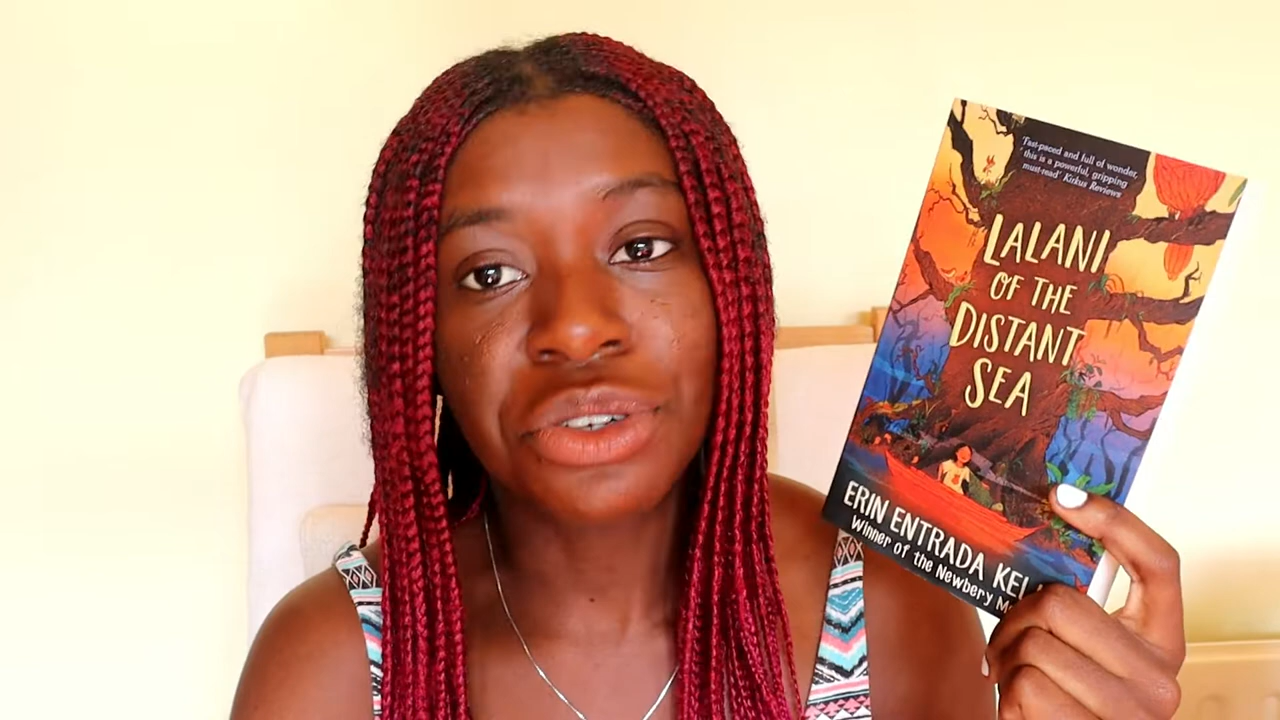 'Fast-paced and full of wonder,
this is a powerful, gripping
must-read' Kirkus Reviews
LALANI
OF THE
DISTANT
SEA
ERIN ENTRADA
Winner of the Newbery